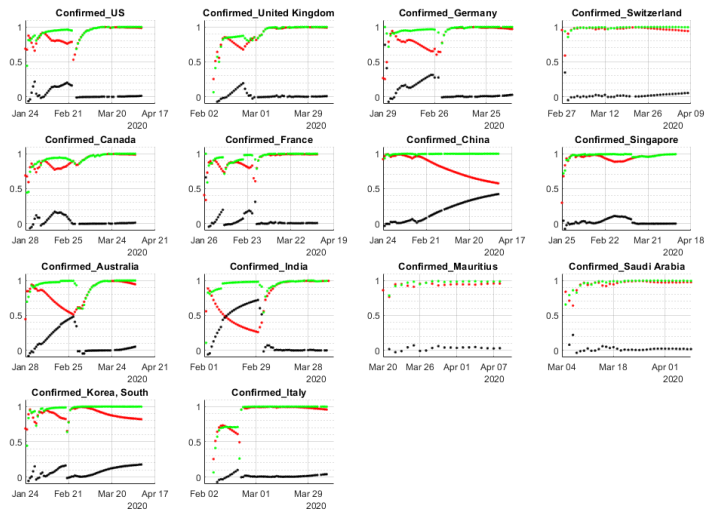 Confirmed_US
1
0.5
0
Jan 24 Feb 21 Mar 20 Apr 17
2020
Confirmed_United Kingdom
1
0.5
0
Feb 02 Mar 01 Mar 29
2020
Confirmed_Germany
1
0.5
0
Jan 29 Feb 26 Mar 25
2020
Confirmed_Switzerland
1
0.5
0
Feb 27 Mar 12 Mar 26 Apr 09
2020
Confirmed_Canada
1
0.5
0
Jan 28 Feb 25 Mar 24 Apr 21
2020
Confirmed_France
1
0.5
0
Jan 26 Feb 23 Mar 22 Apr 19
2020
Confirmed_China
1
0.5
0
Jan 24 Feb 21 Mar 20 Apr 17
2020
Confirmed_Singapore
1
0.5
0
Jan 25 Feb 22 Mar 21 Apr 18
2020
Confirmed_Australia
1
0.5
0
Jan 28 Feb 25 Mar 24 Apr 21
2020
Confirmed_India
1
0.5
0
Feb 01 Feb 29 Mar 28
2020
Confirmed_Mauritius
1
0.5
0
Mar 20 Mar 26 Apr 01 Apr 07
2020
Confirmed_Saudi Arabia
1
0.5
0
Mar 04 Mar 18 Apr 01
2020
Confirmed_Korea, South
1
0.5
0
Jan 24 Feb 21 Mar 20 Apr 17
2020
Confirmed_Italy
1
0.5
0
Feb 02 Mar 01 Mar 29
2020